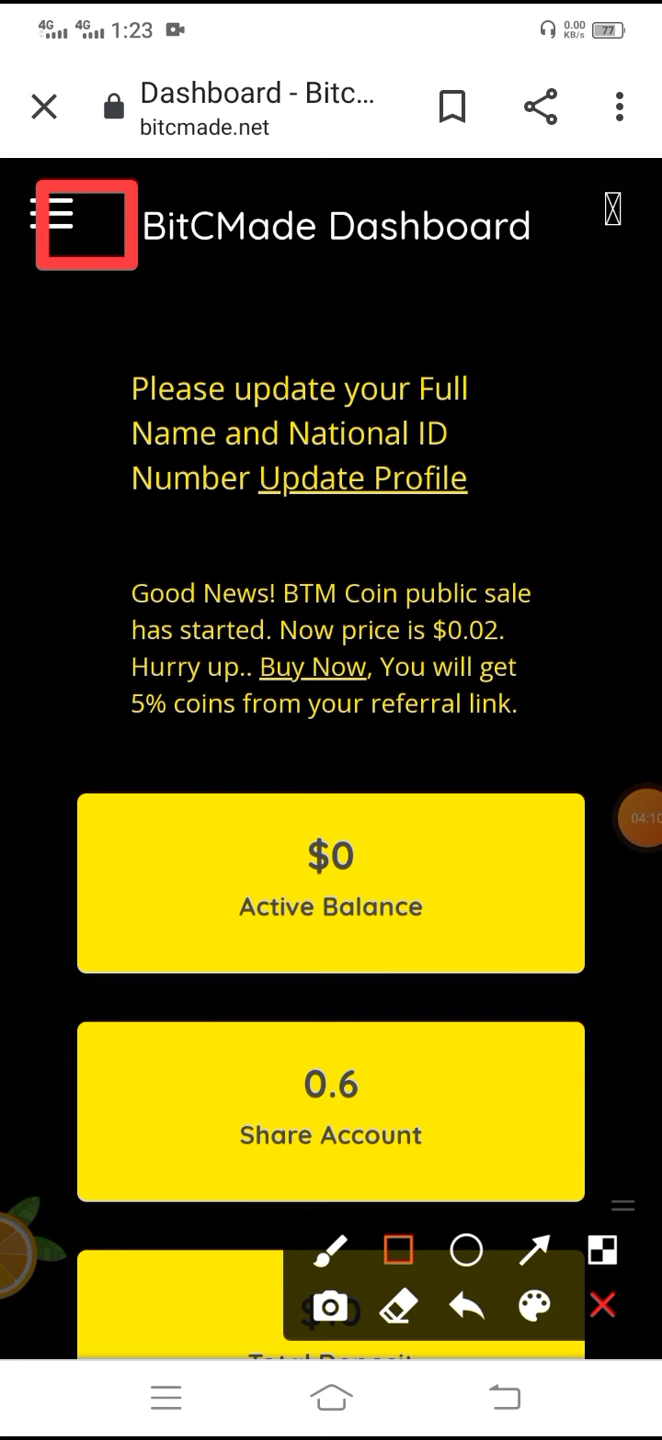 4G 4G 1:23 0.00 KB/s 77
Dashboard - Bitc...
bitcmade.net
BitCMade Dashboard
Please update your Full
Name and National ID
Number Update Profile
Good News! BTM Coin public sale
has started. Now price is $0.02.
Hurry up.. Buy Now, You will get
5% coins from your referral link.
$0
Active Balance
04:10
0.6
Share Account
Total Deposit